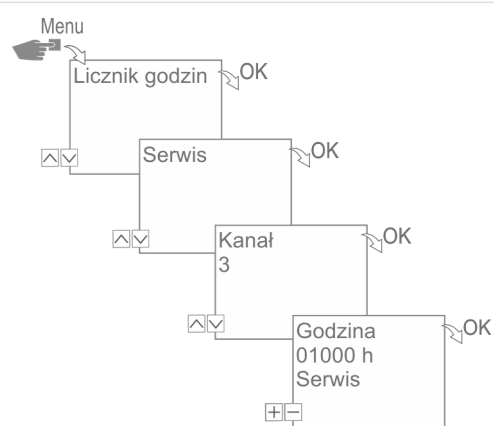 Menu
Licznik godzin
OK
Serwis
OK
Kanał
3
OK
Godzina
01000 h
Serwis
OK